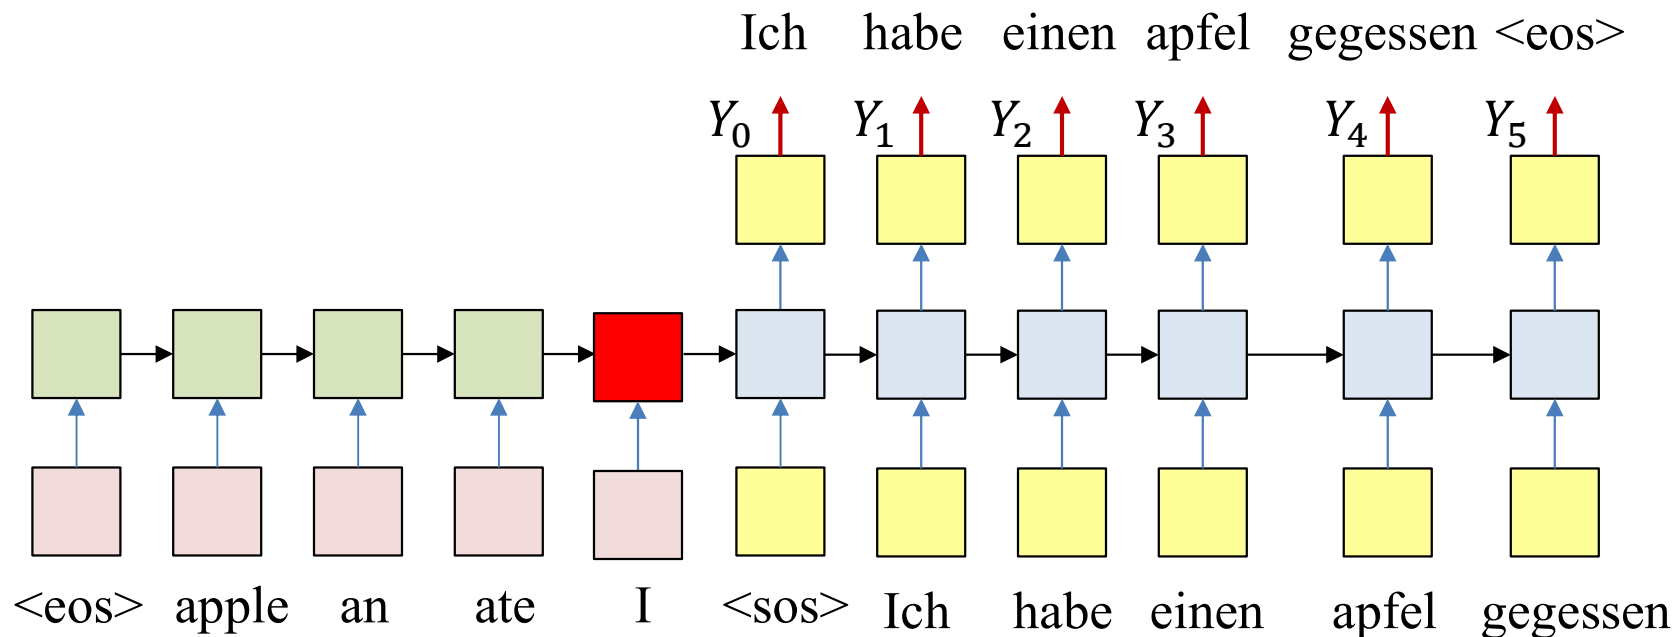 Ich habe einen apfel gegessen <eos>
Y0 Y1 Y2 Y3 Y4 Y5
<eos> apple an ate I <sos> Ich habe einen apfel gegessen